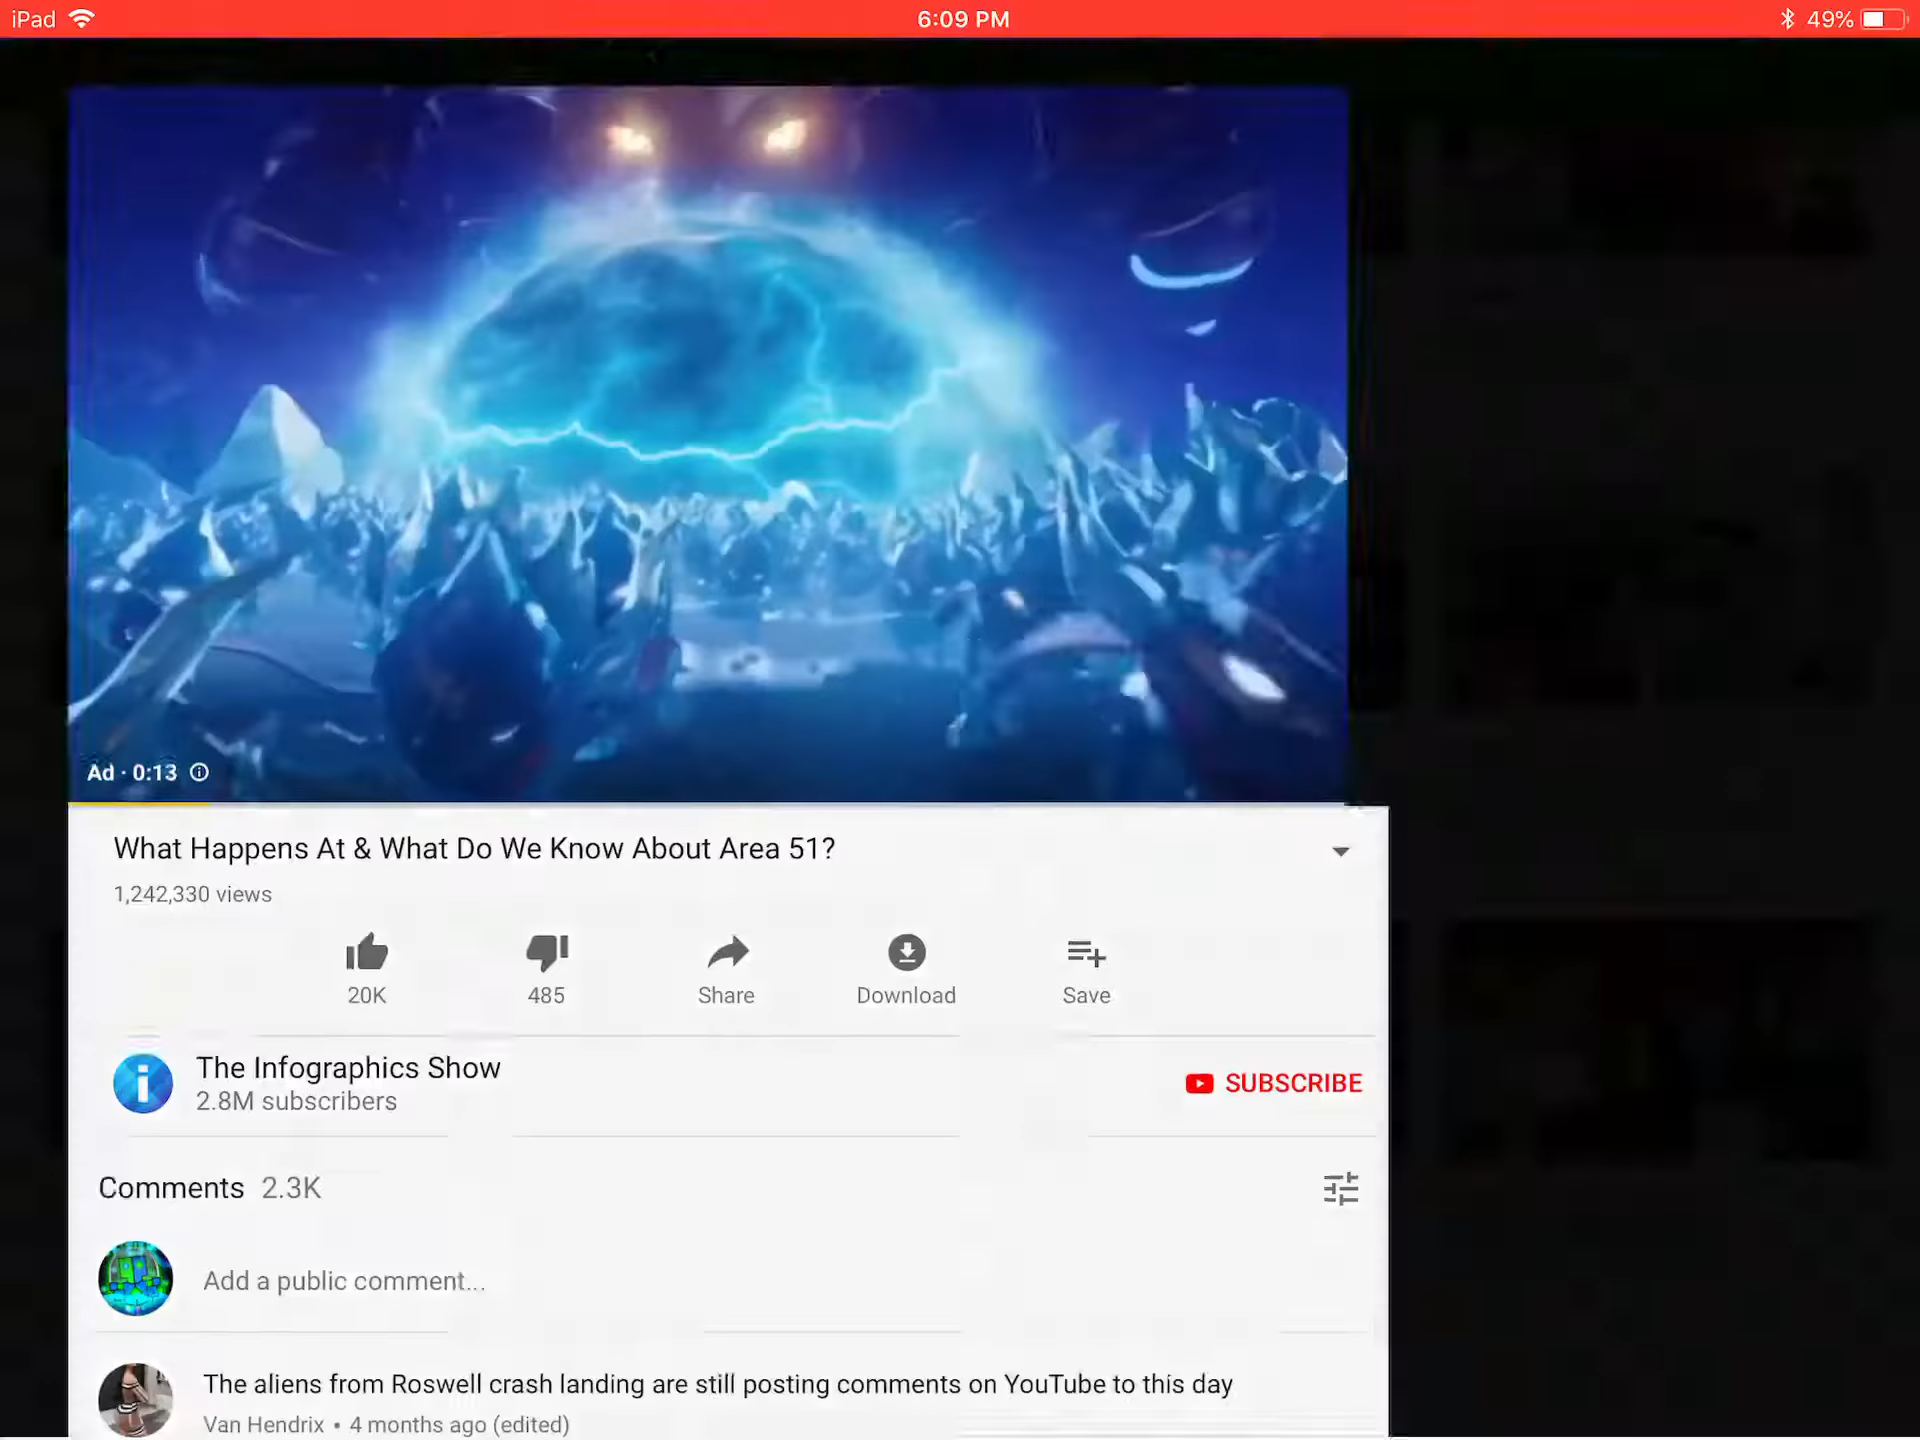 iPad
6:09 PM
49%
Ad · 0:13
What Happens At & What Do We Know About Area 51?
1,242,330 views
20K
485
Share
Download
Save
The Infographics Show
2.8M subscribers
SUBSCRIBE
Comments 2.3K
Add a public comment...
The aliens from Roswell crash landing are still posting comments on YouTube to this day
Van Hendrix • 4 months ago (edited)